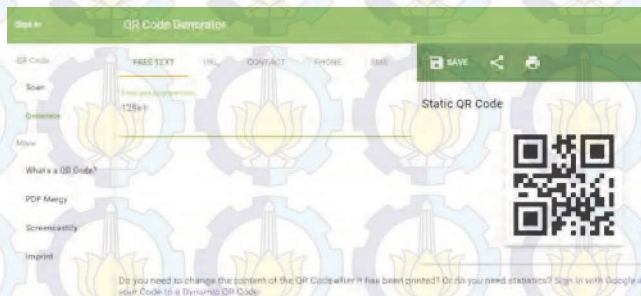 Sign in
QR Code Generator
QR Code
FREE TEXT URL CONTACT PHONE SMS
SAVE
Scan
Static QR Code
Generate
More
What's a QR Code?
PDF Mergy
Screencastify
Imprint
Do you need to change the content of the QR Code after it has been printed? Or do you need statistics? Sign in with Google
your Code to a Dynamic QR Code